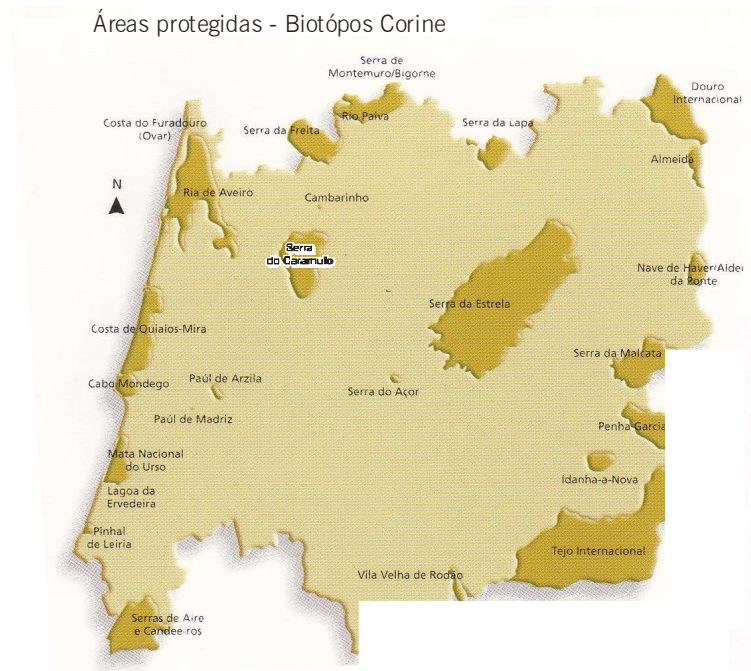 Áreas protegidas - Biotópos Corine
Serra de
Montemuro/Bigorne
Douro
Internacional
Costa do Furadouro
(Ovar)
Serra da Freita
Rio Paiva
Serra da Lapa
Almeida
N
Ria de Aveiro
Cambarinho
Serra
do Caramulo
Nave de Haver/Aldei
da Ponte
Serra da Estrela
Costa de Quiaios-Mira
Serra da Malcata
Cabo Mondego
Paúl de Arzila
Serra do Açor
Paúl de Madriz
Penha Garcia
Mata Nacional
do Urso
Idanha-a-Nova
Lagoa da
Ervedeira
Pinhal
de Leiria
Tejo Internacional
Vila Velha de Rodão
Serras de Aire
e Candeeiros